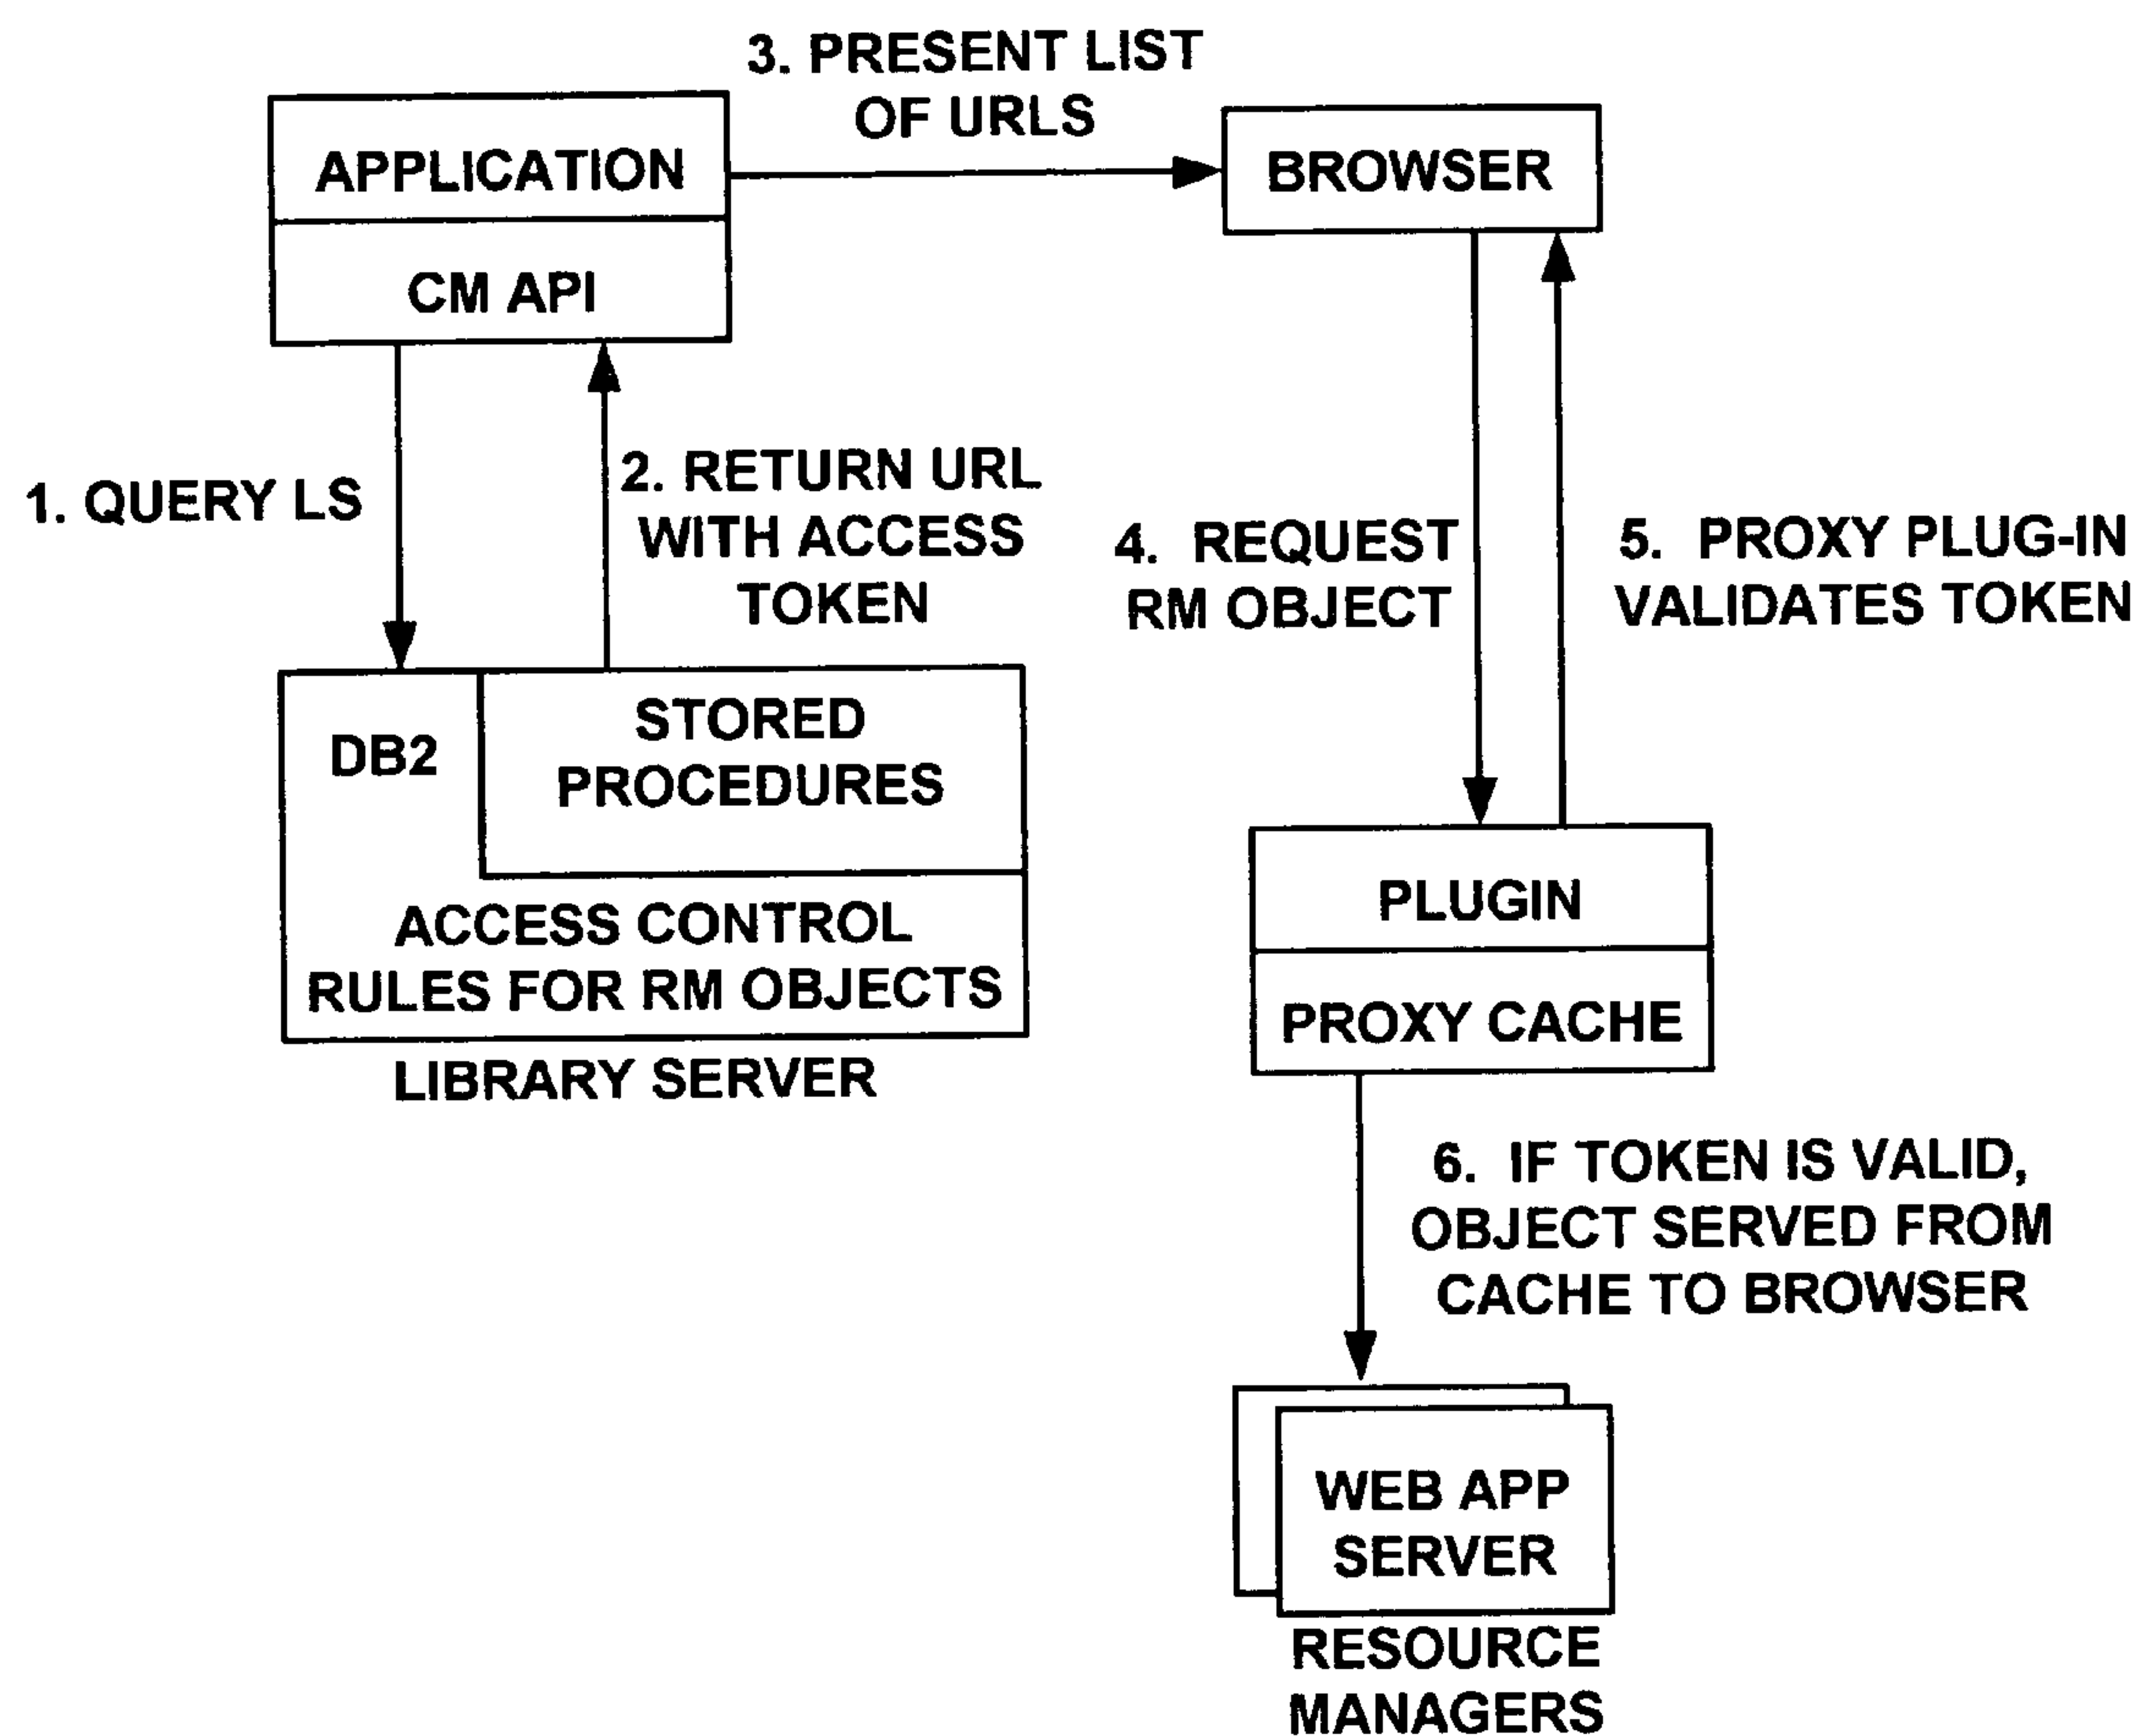 3. PRESENT LIST
OF URLS
APPLICATION
BROWSER
CM API
1. QUERY LS
2. RETURN URL
WITH ACCESS
TOKEN
4. REQUEST
RM OBJECT
5. PROXY PLUG-IN
VALIDATES TOKEN
DB2
STORED
PROCEDURES
ACCESS CONTROL
RULES FOR RM OBJECTS
LIBRARY SERVER
PLUGIN
PROXY CACHE
6. IF TOKEN IS VALID,
OBJECT SERVED FROM
CACHE TO BROWSER
WEB APP
SERVER
RESOURCE
MANAGERS